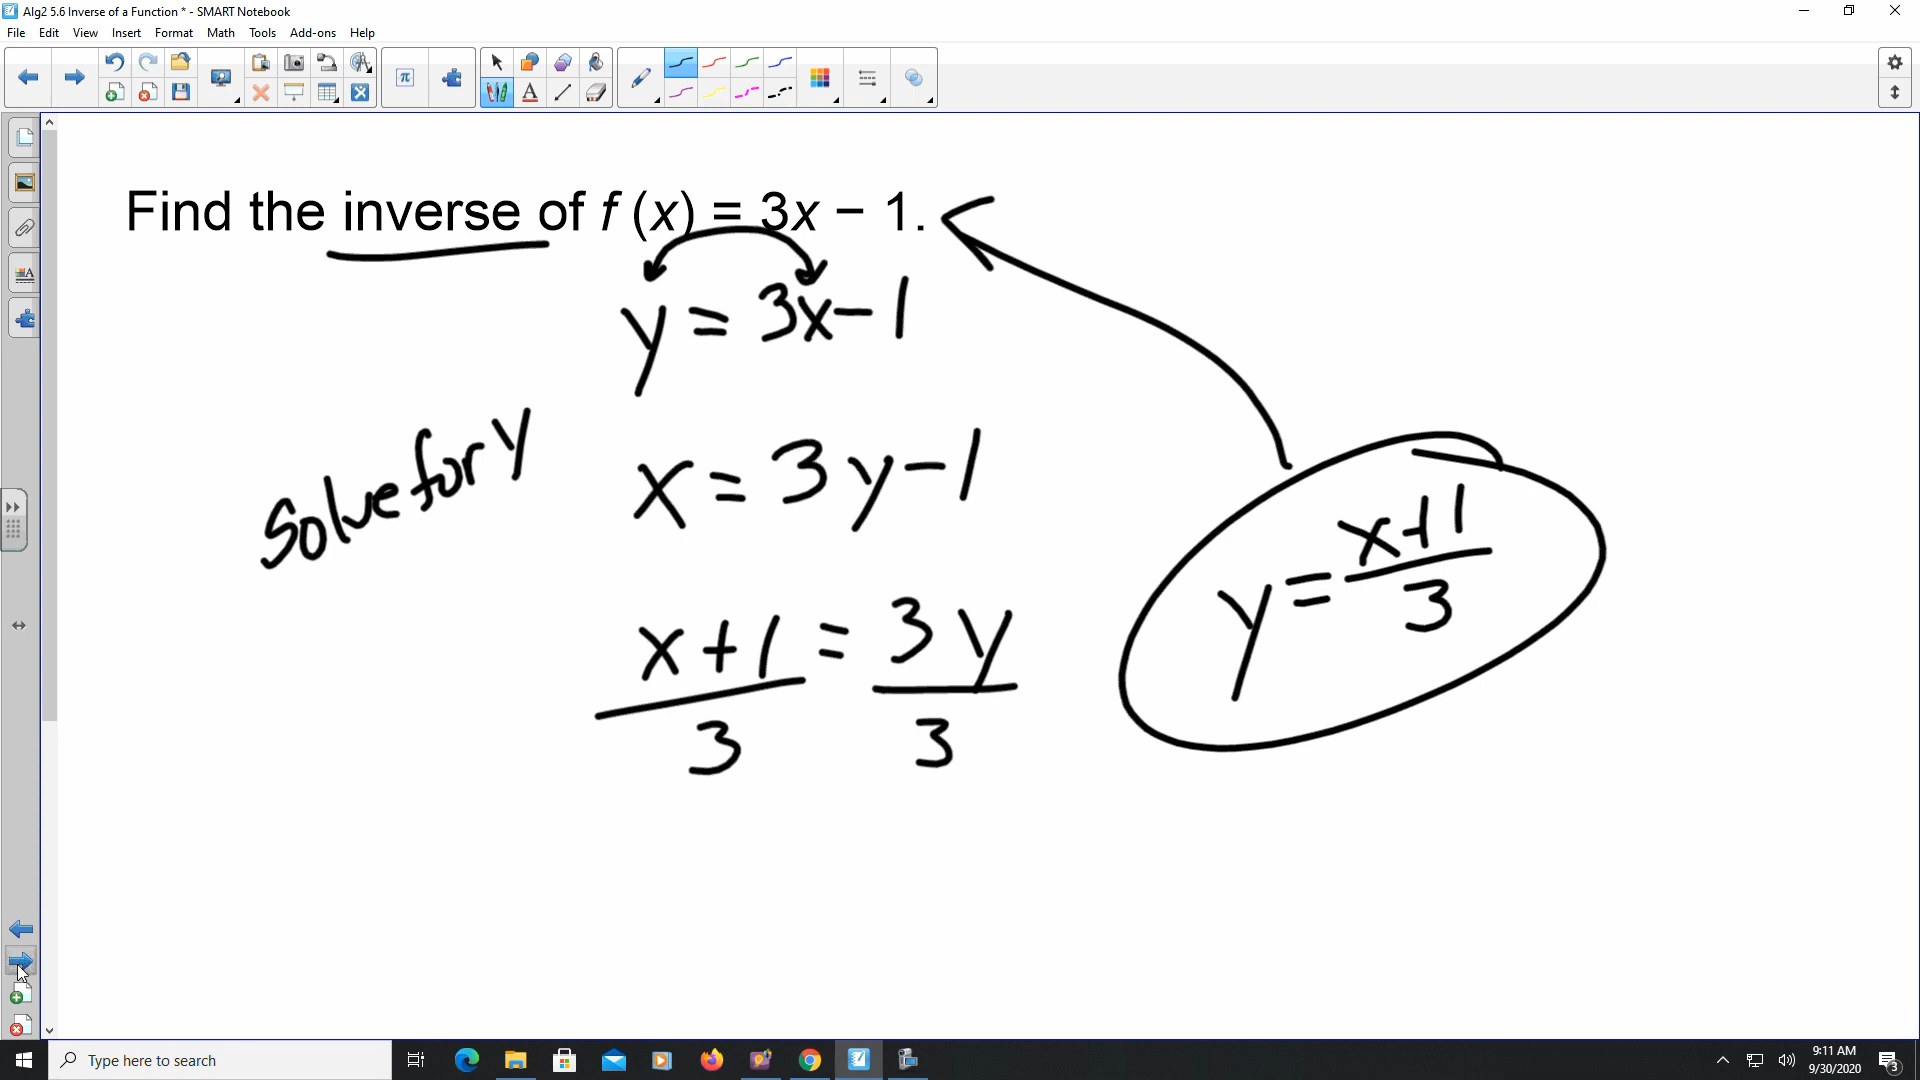 Alg2 5.6 Inverse of a Function * - SMART Notebook
File Edit View Insert Format Math Tools Add-ons Help
Find the inverse of f (x) = 3x − 1.
y = 3x − 1
Solve for y
x = 3y − 1
x + 1 = 3y
3 3
y = x+1
3
Type here to search
9:11 AM
9/30/2020
3